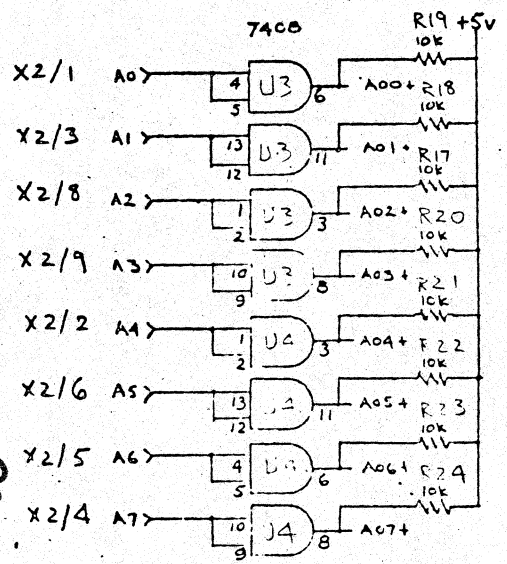 7408
R19 +5v
10k
X2/1 A0 4 5 U3 6 A00+ R18
10k
X2/3 A1 13 12 U3 11 A01+ R17
10k
X2/8 A2 1 2 U3 3 A02+ R20
10k
X2/9 A3 10 9 U3 8 A03+ R21
10k
X2/2 A4 1 2 U4 3 A04+ R22
10k
X2/6 A5 13 12 U4 11 A05+ R23
10k
X2/5 A6 4 5 U4 6 A06+ R24
10k
X2/4 A7 10 9 U4 8 A07+